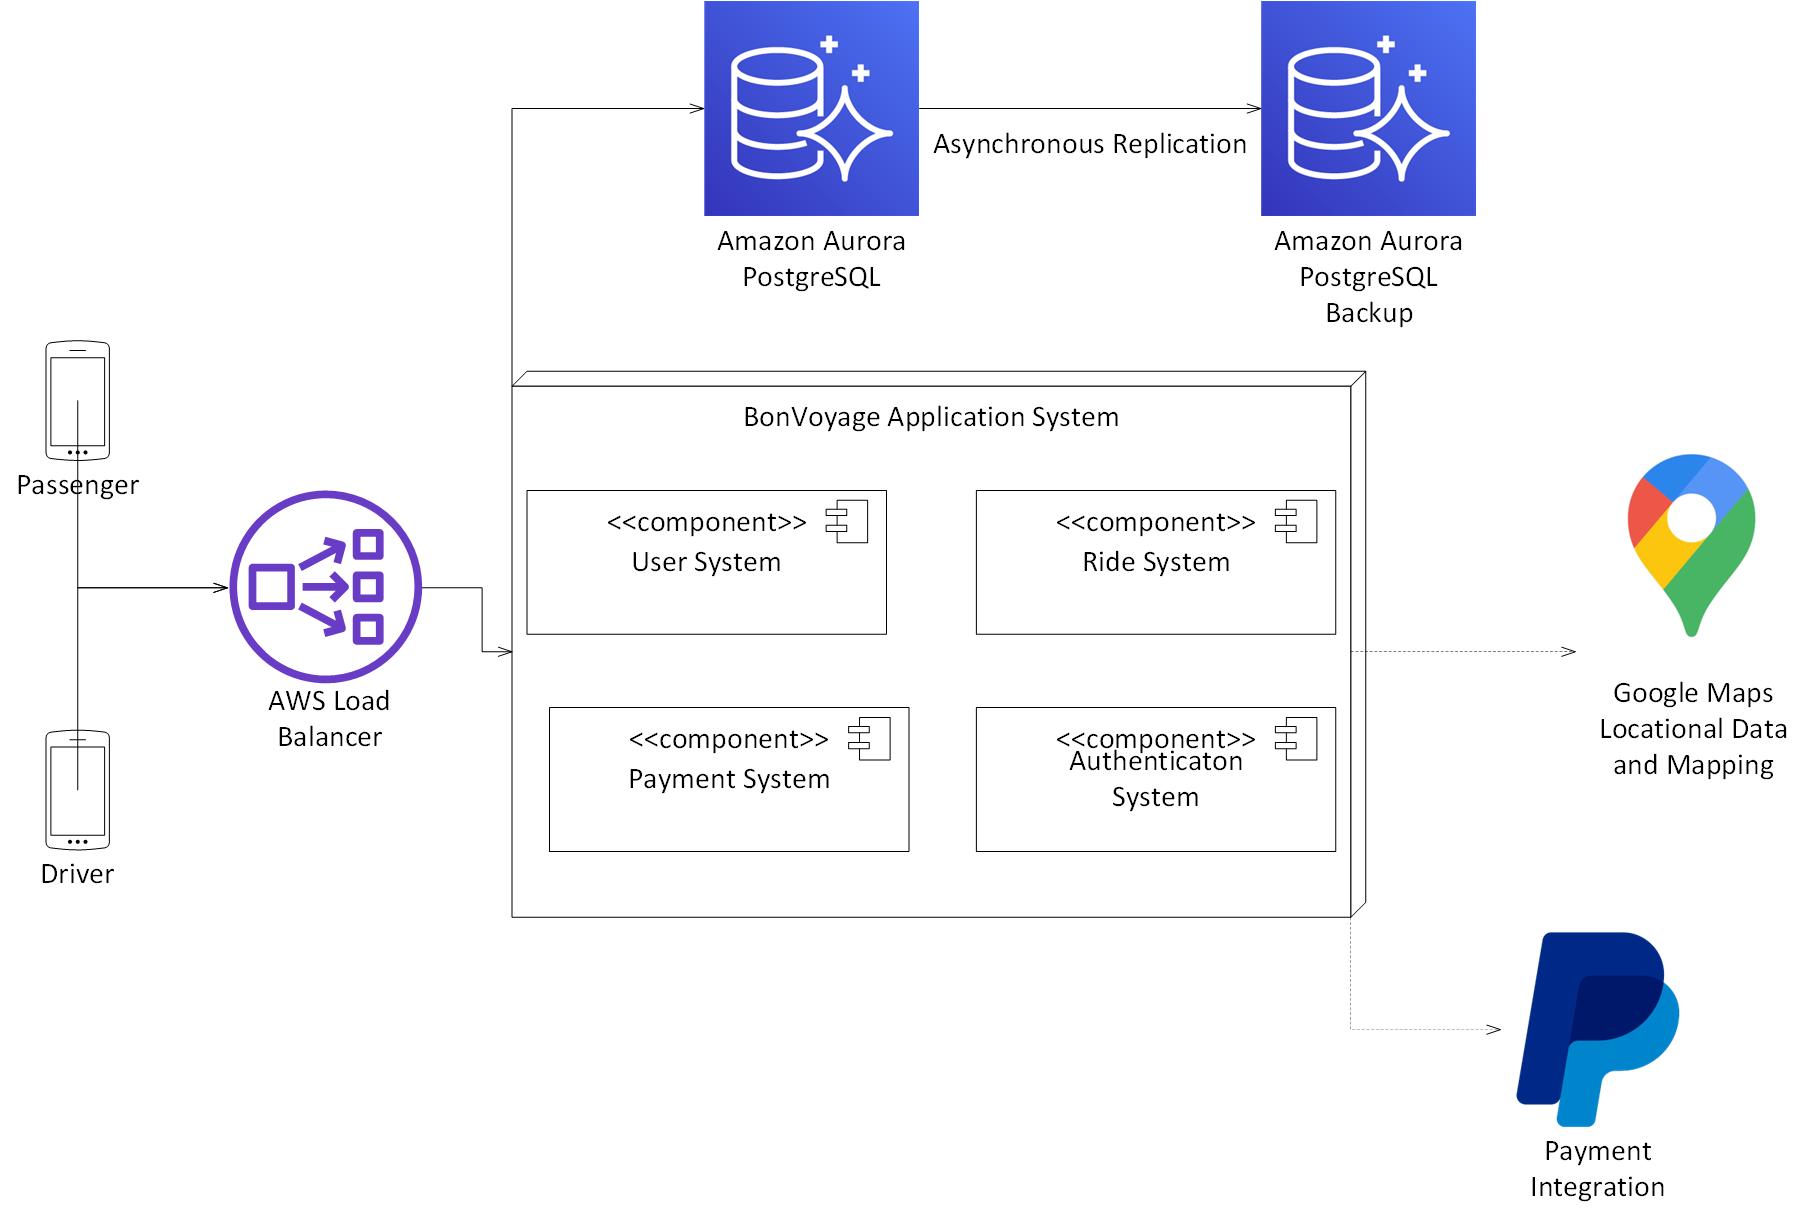 Asynchronous Replication
Amazon Aurora
PostgreSQL
Amazon Aurora
PostgreSQL
Backup
Passenger
BonVoyage Application System
<<component>>
User System
<<component>>
Ride System
AWS Load
Balancer
Google Maps
Locational Data
and Mapping
<<component>>
Payment System
<<component>>
Authenticaton
System
Driver
Payment
Integration